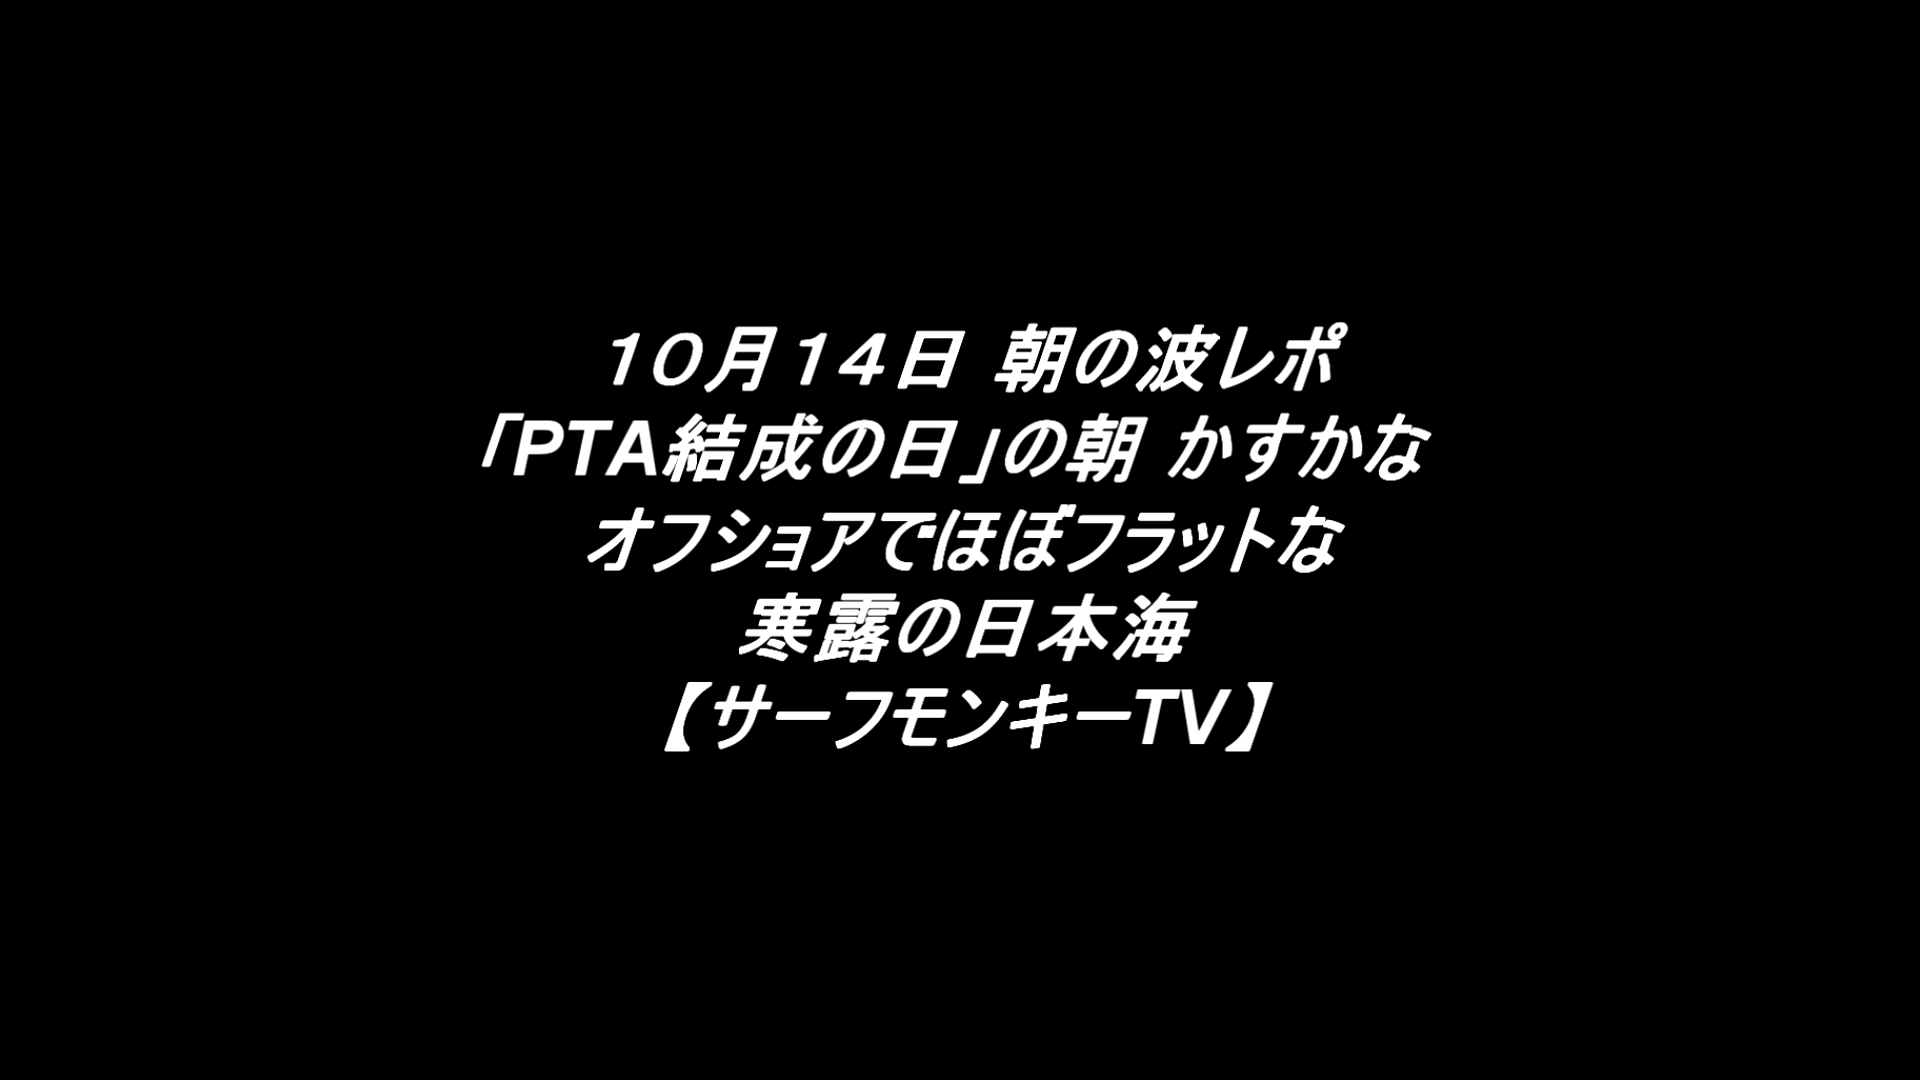 １０月１４日 朝の波レポ
「PTA結成の日」の朝 かすかな
オフショアでほぼフラットな
寒露の日本海
【サーフモンキーTV】